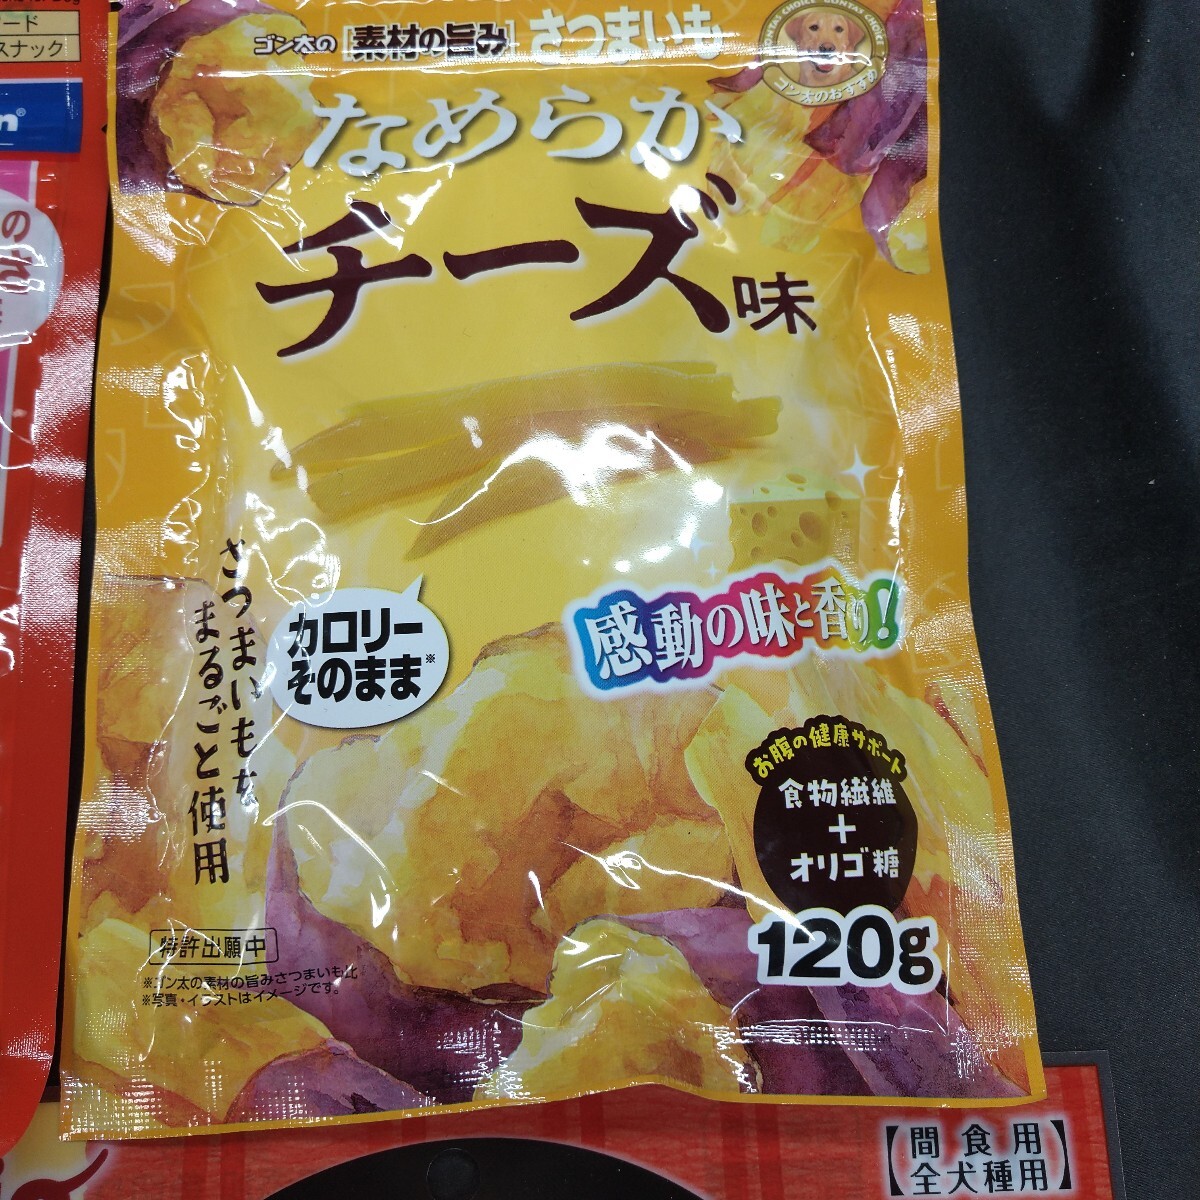 ード
スナック
n®
の
ゴン太の[素材の旨み]さつまいも
なめらか
チーズ味
ゴン太のおすすめ
さつまいもを
まるごと使用
カロリー
そのまま※
感動の味と香り!
お腹の健康サポート
食物繊維
+
オリゴ糖
120g
特許出願中
※ゴン太の素材の旨みさつまいも比
※写真・イラストはイメージです。
【間食用
全犬種用】